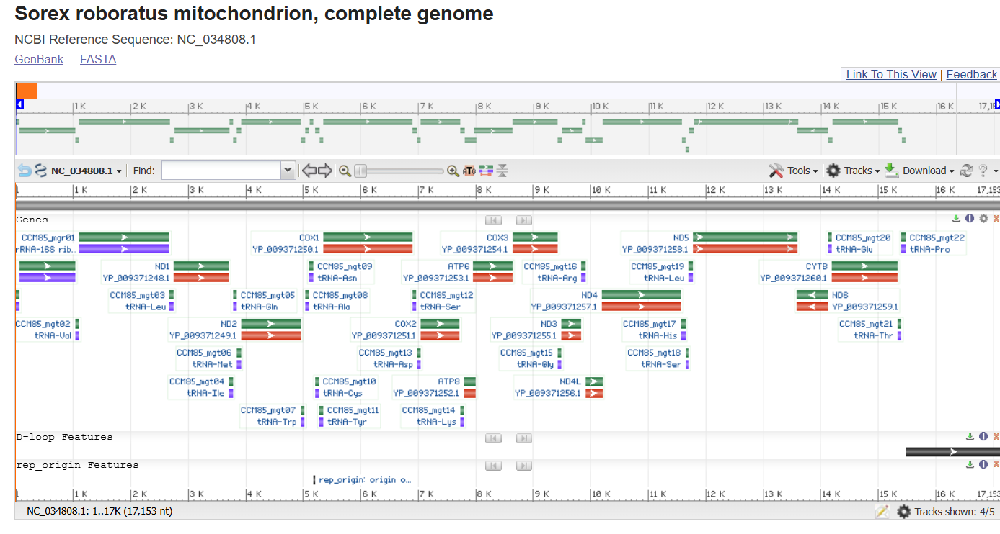 Sorex roboratus mitochondrion, complete genome
NCBI Reference Sequence: NC_034808.1
GenBank FASTA
Link To This View | Feedback
1 K 2 K 3 K 4 K 5 K 6 K 7 K 8 K 9 K 10 K 11 K 12 K 13 K 14 K 15 K 16 K 17,15
NC_034808.1 Find: ATG Tools Tracks Download ?
1 1 K 2 K 3 K 4 K 5 K 6 K 7 K 8 K 9 K 10 K 11 K 12 K 13 K 14 K 15 K 16 K 17,153
Genes
CCM85_mgr01 COX1 COX3 ND5 CCM85_mgt20 CCM85_mgt22
rRNA-16S rib… YP_009371250.1 YP_009371254.1 YP_009371258.1 tRNA-Glu tRNA-Pro
ND1 CCM85_mgt09 ATP6 CCM85_mgt16 CCM85_mgt19 CYTB
YP_009371248.1 tRNA-Asn YP_009371253.1 tRNA-Arg tRNA-Leu YP_009371260.1
CCM85_mgt03 CCM85_mgt05 CCM85_mgt08 CCM85_mgt12 ND4 ND6
tRNA-Leu tRNA-Gln tRNA-Ala tRNA-Ser YP_009371257.1 YP_009371259.1
CCM85_mgt02 ND2 COX2 ND3 CCM85_mgt17 CCM85_mgt21
tRNA-Val YP_009371249.1 YP_009371251.1 YP_009371255.1 tRNA-His tRNA-Thr
CCM85_mgt06 CCM85_mgt13 CCM85_mgt15 CCM85_mgt18
tRNA-Met tRNA-Asp tRNA-Gly tRNA-Ser
CCM85_mgt04 CCM85_mgt10 ATP8 ND4L
tRNA-Ile tRNA-Cys YP_009371252.1 YP_009371256.1
CCM85_mgt07 CCM85_mgt11 CCM85_mgt14
tRNA-Trp tRNA-Tyr tRNA-Lys
D-loop Features
rep_origin Features
rep_origin: origin o…
1 1 K 2 K 3 K 4 K 5 K 6 K 7 K 8 K 9 K 10 K 11 K 12 K 13 K 14 K 15 K 16 K 17,153
NC_034808.1: 1..17K (17,153 nt) Tracks shown: 4/5